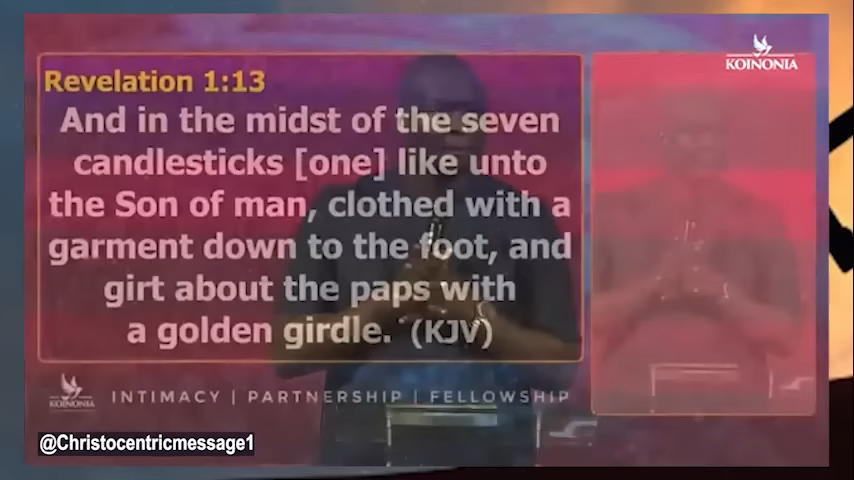 KOINONIA
Revelation 1:13
And in the midst of the seven
candlesticks [one] like unto
the Son of man, clothed with a
garment down to the foot, and
girt about the paps with
a golden girdle. (KJV)
KOINONIA
INTIMACY | PARTNERSHIP | FELLOWSHIP
@Christocentricmessage1